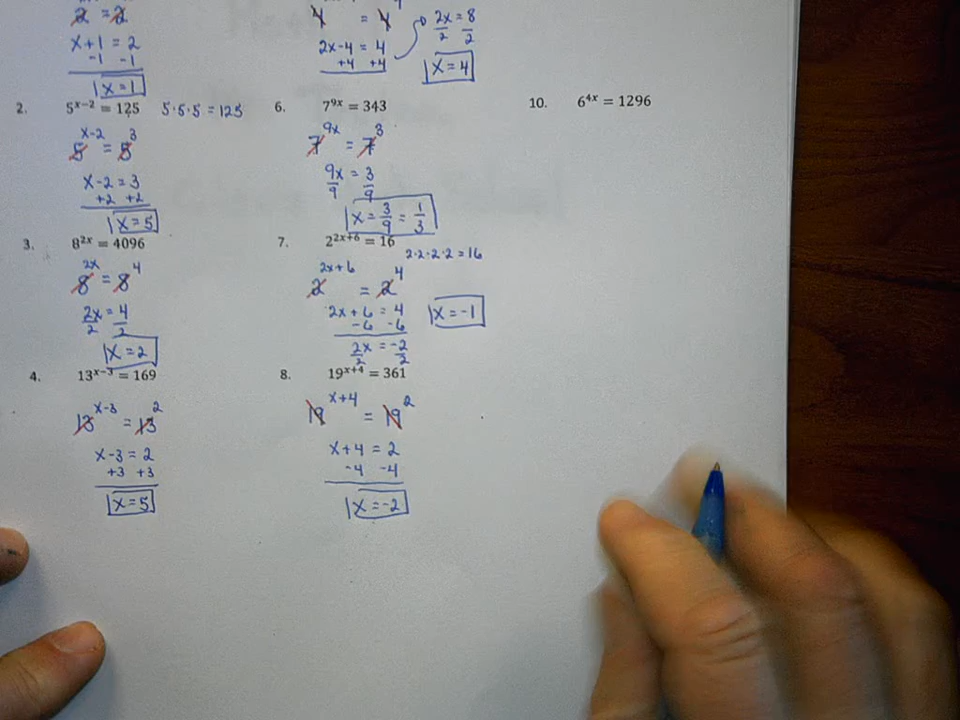 2 = 2
x+1 = 2
-1 -1
x=1
2. 5^{x-2} = 125 5·5·5 = 125
5^{x-2} = 5^3
x-2 = 3
+2 +2
x=5
3. 8^{2x} = 4096
8^{2x} = 8^4
2x/2 = 4/2
x=2
4. 13^{x-3} = 169
13^{x-3} = 13^2
x-3 = 2
+3 +3
x=5
4 = 4
2x-4 = 4
+4 +4
2x/2 = 8/2
x=4
6. 7^{9x} = 343
7^{9x} = 7^3
9x/9 = 3/9
x = 3/9 = 1/3
7. 2^{2x+6} = 16
2·2·2·2 = 16
2^{2x+6} = 2^4
2x+6 = 4
-6 -6
2x/2 = -2/2
x = -1
8. 19^{x+4} = 361
19^{x+4} = 19^2
x+4 = 2
-4 -4
x = -2
10. 6^{4x} = 1296